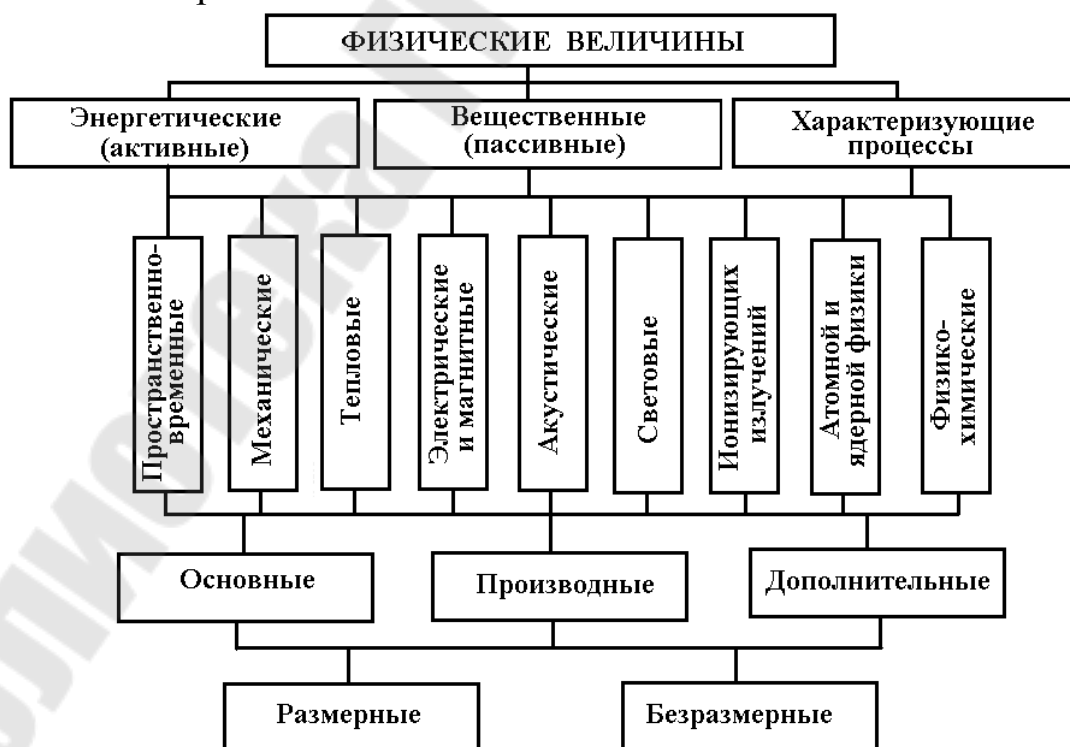 ФИЗИЧЕСКИЕ ВЕЛИЧИНЫ
Энергетические
(активные)
Вещественные
(пассивные)
Характеризующие
процессы
Пространственно-
временные
Механические
Тепловые
Электрические
и магнитные
Акустические
Световые
Ионизирующих
излучений
Атомной и
ядерной физики
Физико-
химические
Основные
Производные
Дополнительные
Размерные
Безразмерные